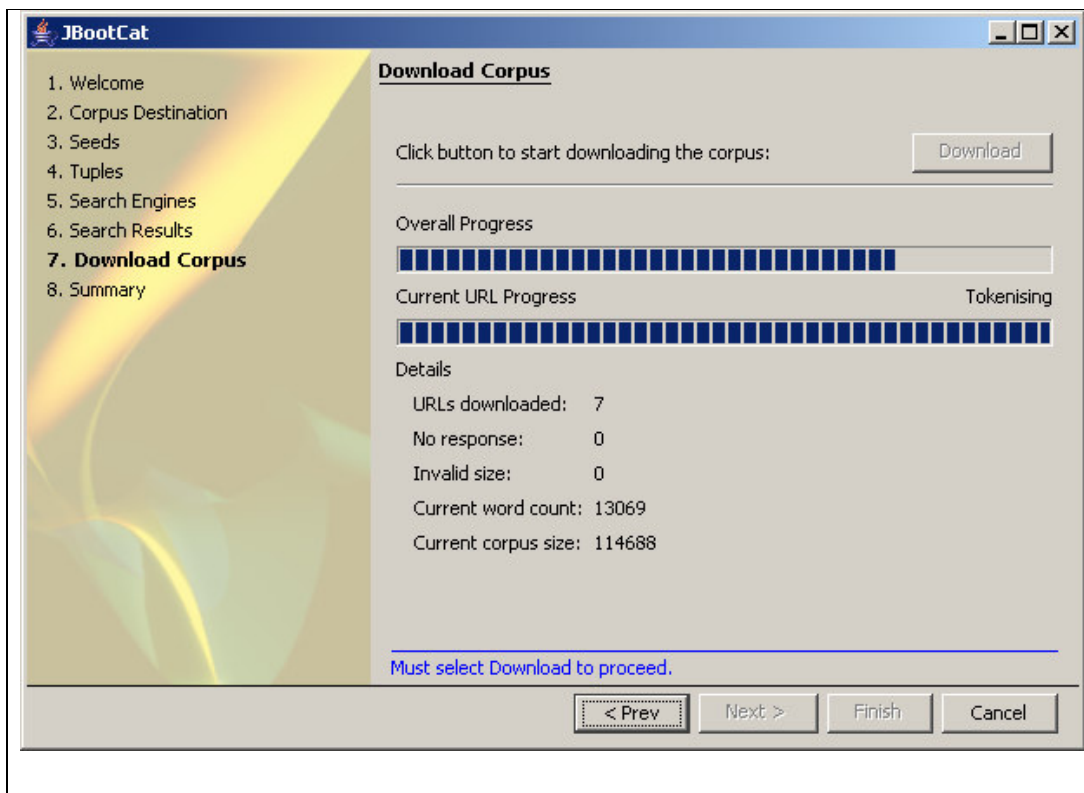 JBootCat
1. Welcome
2. Corpus Destination
3. Seeds
4. Tuples
5. Search Engines
6. Search Results
7. Download Corpus
8. Summary
Download Corpus
Click button to start downloading the corpus: Download
Overall Progress
Current URL Progress Tokenising
Details
URLs downloaded: 7
No response: 0
Invalid size: 0
Current word count: 13069
Current corpus size: 114688
Must select Download to proceed.
< Prev Next > Finish Cancel